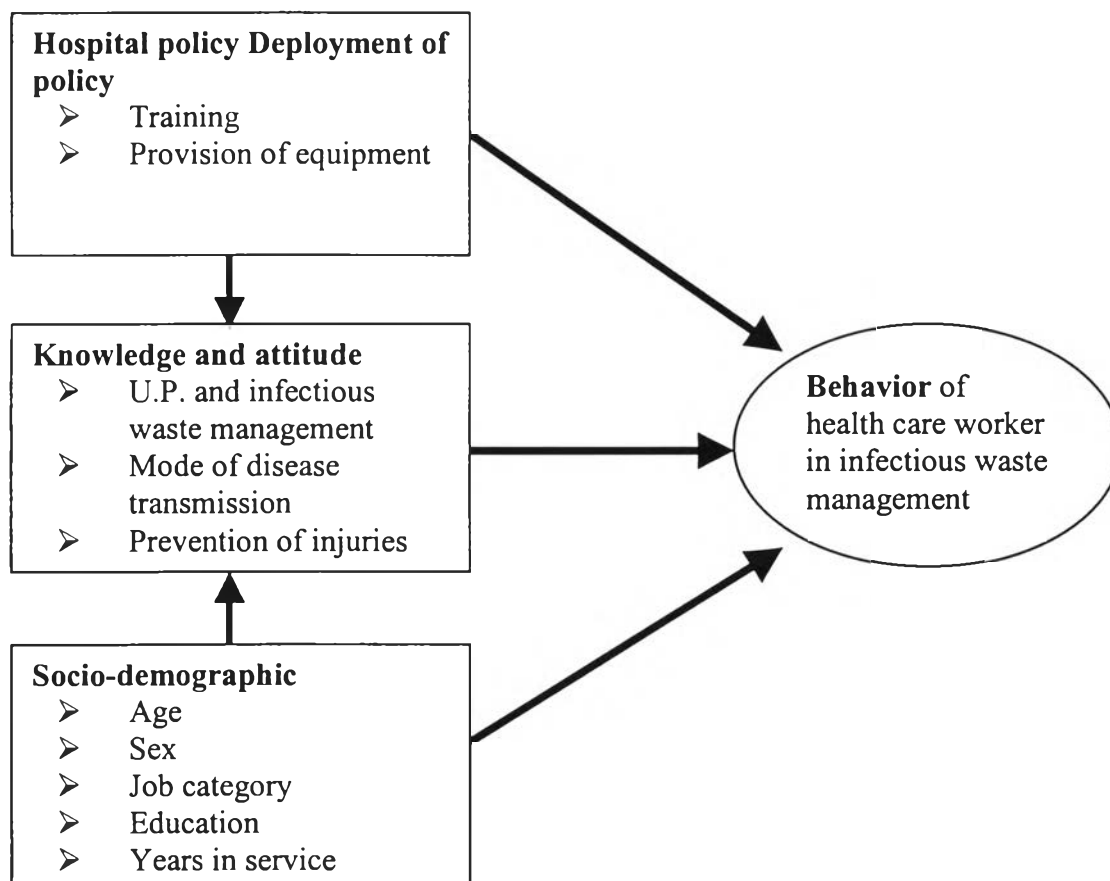 Hospital policy Deployment of
policy
➢ Training
➢ Provision of equipment
Knowledge and attitude
➢ U.P. and infectious
waste management
➢ Mode of disease
transmission
➢ Prevention of injuries
Behavior of
health care worker
in infectious waste
management
Socio-demographic
➢ Age
➢ Sex
➢ Job category
➢ Education
➢ Years in service